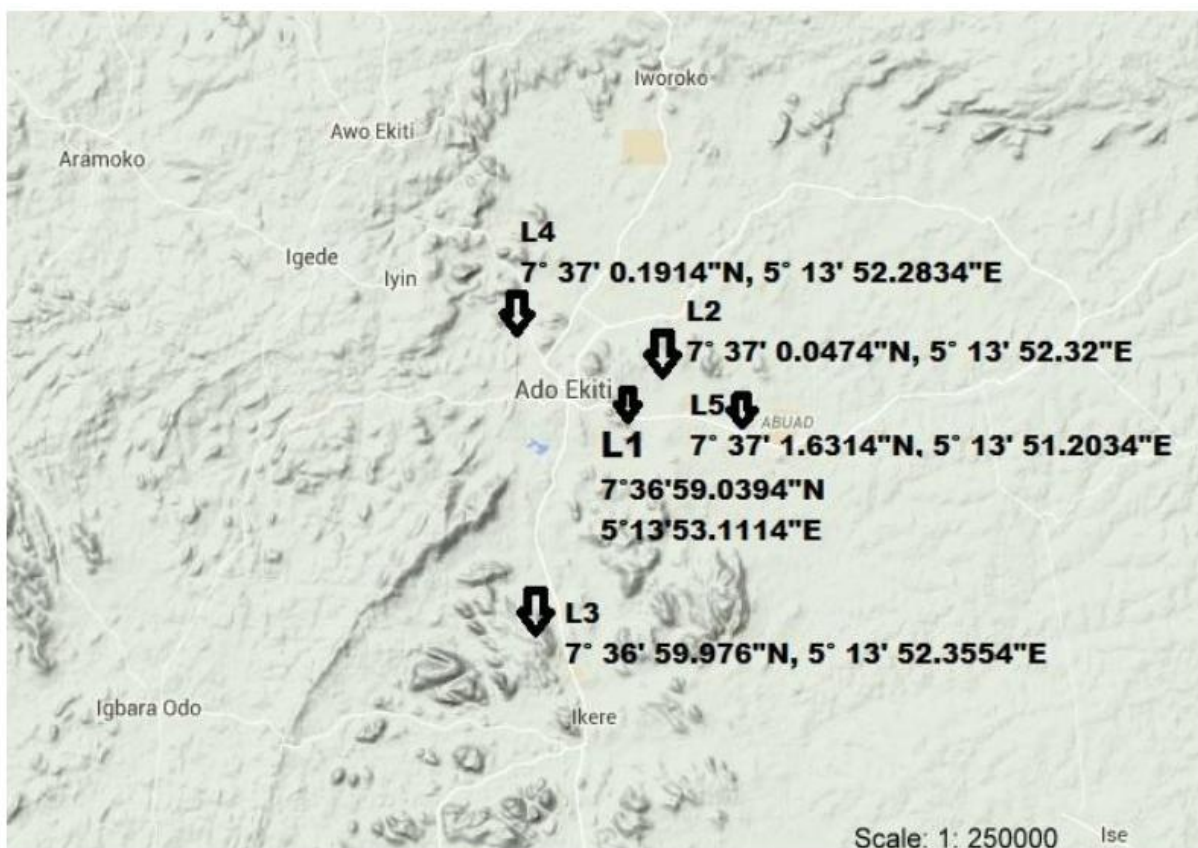 Iworoko
Awo Ekiti
Aramoko
L4
Igede
7° 37' 0.1914"N, 5° 13' 52.2834"E
Iyin
L2
7° 37' 0.0474"N, 5° 13' 52.32"E
Ado Ekiti
L5
ABUAD
L1
7° 37' 1.6314"N, 5° 13' 51.2034"E
7°36'59.0394"N
5°13'53.1114"E
L3
7° 36' 59.976"N, 5° 13' 52.3554"E
Igbara Odo
Ikere
Scale: 1: 250000
Ise